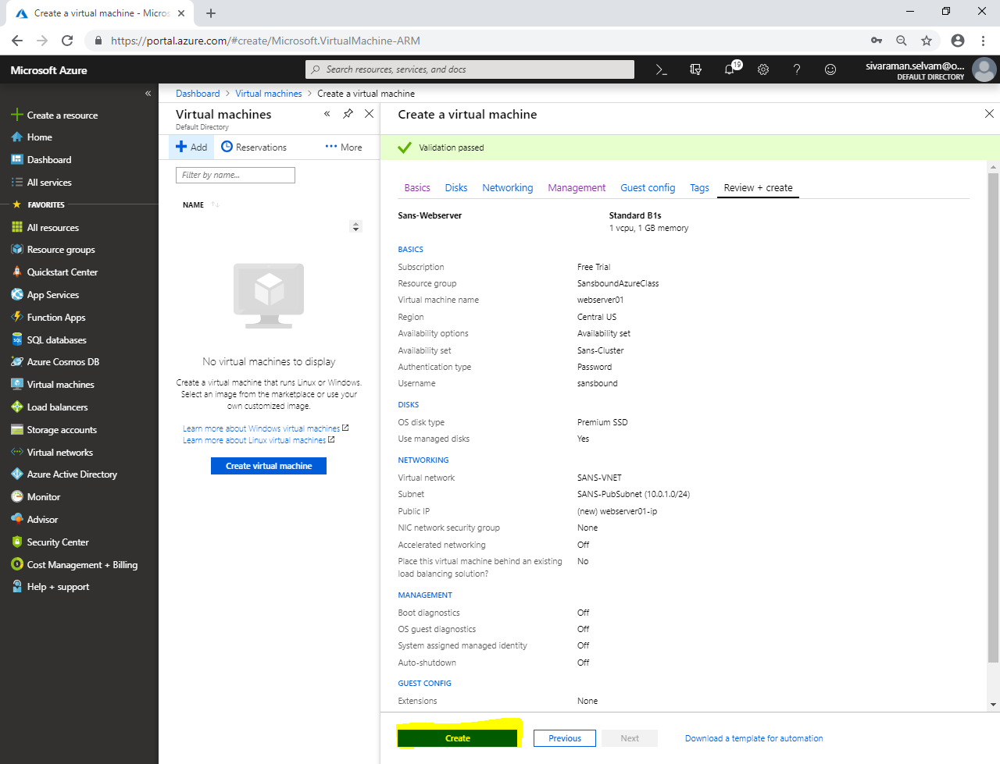 Create a virtual machine - Micros
https://portal.azure.com/#create/Microsoft.VirtualMachine-ARM
Microsoft Azure
Search resources, services, and docs
19
sivaraman.selvam@o...
DEFAULT DIRECTORY
Create a resource
Home
Dashboard
All services
FAVORITES
All resources
Resource groups
Quickstart Center
App Services
Function Apps
SQL databases
Azure Cosmos DB
Virtual machines
Load balancers
Storage accounts
Virtual networks
Azure Active Directory
Monitor
Advisor
Security Center
Cost Management + Billing
Help + support
Dashboard > Virtual machines > Create a virtual machine
Virtual machines
Default Directory
Add
Reservations
More
Filter by name...
NAME
No virtual machines to display
Create a virtual machine that runs Linux or Windows.
Select an image from the marketplace or use your
own customized image.
Learn more about Windows virtual machines
Learn more about Linux virtual machines
Create virtual machine
Create a virtual machine
Validation passed
Basics Disks Networking Management Guest config Tags Review + create
Sans-Webserver
Standard B1s
1 vcpu, 1 GB memory
BASICS
Subscription Free Trial
Resource group SansboundAzureClass
Virtual machine name webserver01
Region Central US
Availability options Availability set
Availability set Sans-Cluster
Authentication type Password
Username sansbound
DISKS
OS disk type Premium SSD
Use managed disks Yes
NETWORKING
Virtual network SANS-VNET
Subnet SANS-PubSubnet (10.0.1.0/24)
Public IP (new) webserver01-ip
NIC network security group None
Accelerated networking Off
Place this virtual machine behind an existing No
load balancing solution?
MANAGEMENT
Boot diagnostics Off
OS guest diagnostics Off
System assigned managed identity Off
Auto-shutdown Off
GUEST CONFIG
Extensions None
Create Previous Next Download a template for automation